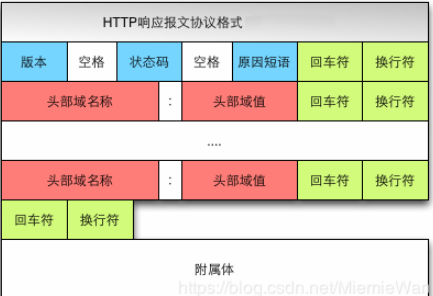 HTTP响应报文协议格式
版本 空格 状态码 空格 原因短语 回车符 换行符
头部域名称 : 头部域值 回车符 换行符
....
头部域名称 : 头部域值 回车符 换行符
回车符 换行符
附属体
https://blog.csdn.net/MiemieWan